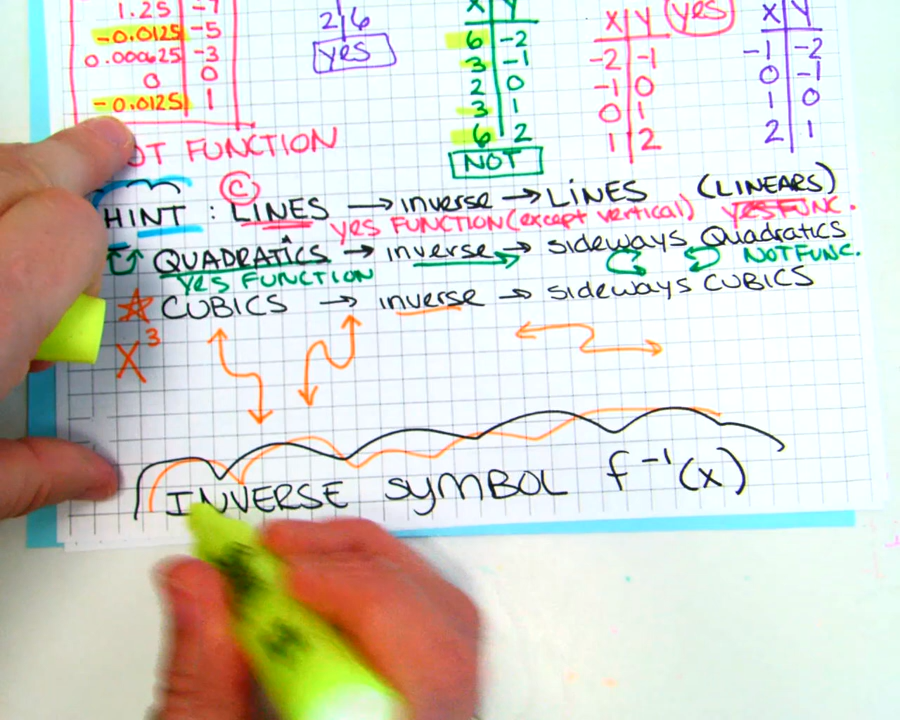 1.25 -7
-0.0125 -5
0.000625 -3
0 0
-0.0125 1
NOT FUNCTION
2 6
yes
X Y
6 -2
3 -1
2 0
3 1
6 2
NOT
X Y yes
-2 -1
-1 0
0 1
1 2
X Y
-1 -2
0 -1
1 0
2 1
C
HINT : LINES → inverse → LINES (LINEARS)
yes FUNCTION (except vertical) YES FUNC.
QUADRATICS → inverse → sideways Quadratics
yes FUNCTION NOT FUNC.
CUBICS → inverse → sideways CUBICS
X³
INVERSE SYMBOL f⁻¹(x)